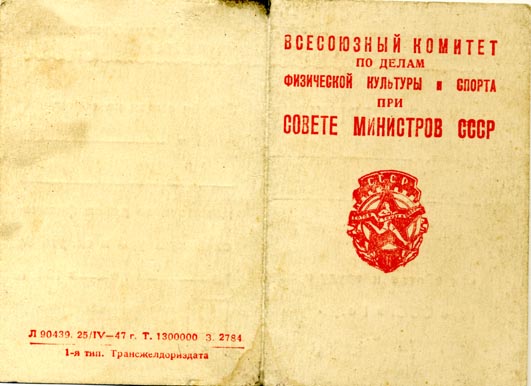 ВСЕСОЮЗНЫЙ КОМИТЕТ
ПО ДЕЛАМ
ФИЗИЧЕСКОЙ КУЛЬТУРЫ и СПОРТА
ПРИ
СОВЕТЕ МИНИСТРОВ СССР
СССР
Л 90439. 25/IV—47 г. Т. 1300000 З. 2784
1-я тип. Трансжелдориздата